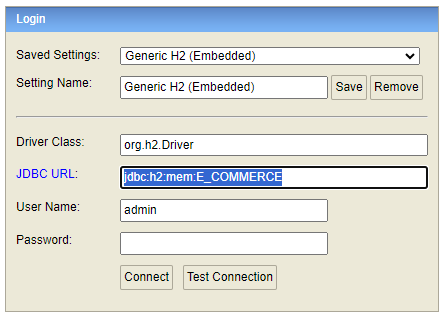 Login
Saved Settings: Generic H2 (Embedded)
Setting Name: Generic H2 (Embedded) Save Remove
Driver Class: org.h2.Driver
JDBC URL: jdbc:h2:mem:E_COMMERCE
User Name: admin
Password:
Connect Test Connection